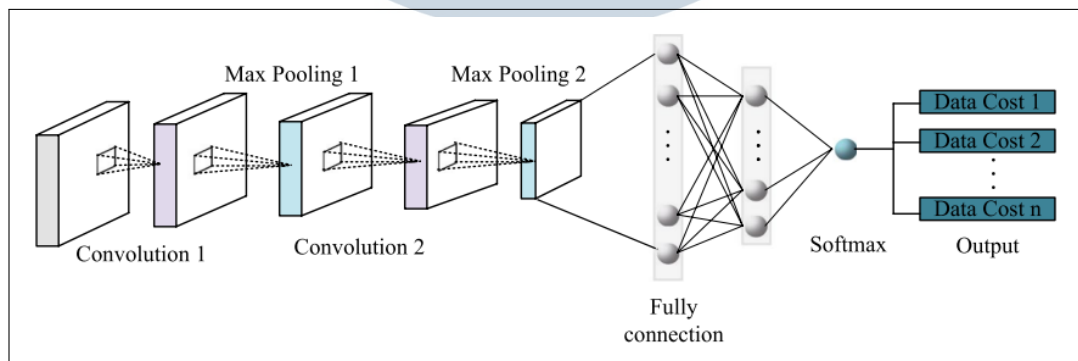 Max Pooling 1
Max Pooling 2
Convolution 1
Convolution 2
Fully
connection
Softmax
Data Cost 1
Data Cost 2
Data Cost n
Output